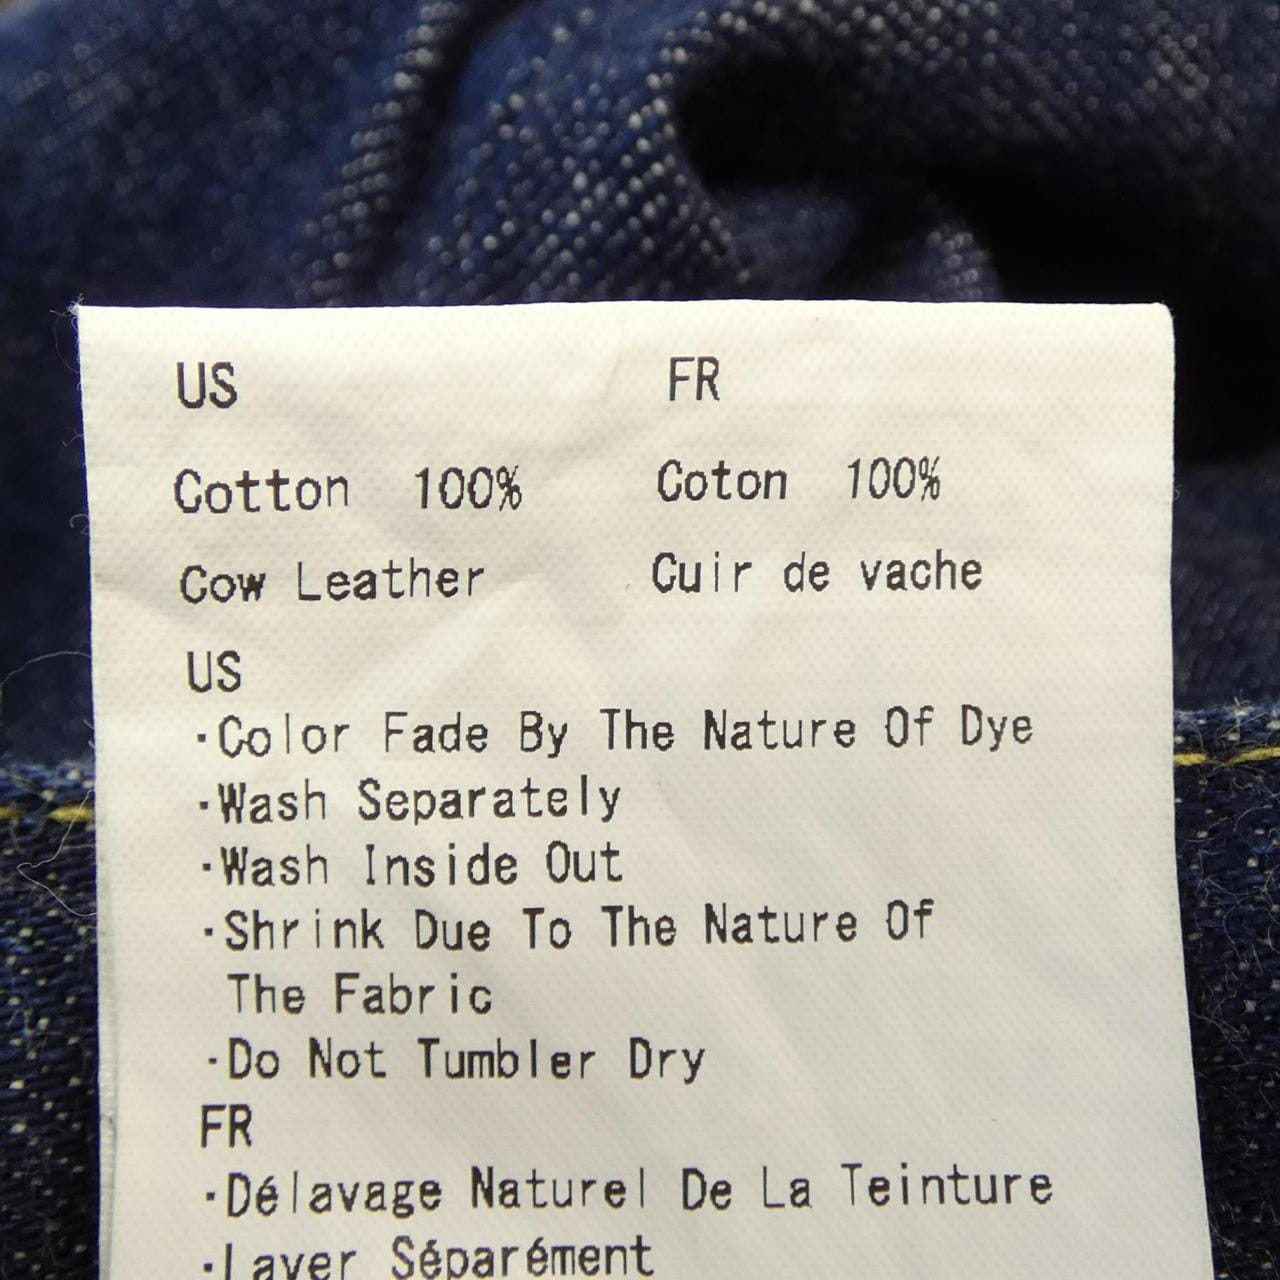 US FR
Cotton 100% Coton 100%
Cow Leather Cuir de vache
US
·Color Fade By The Nature Of Dye
·Wash Separately
·Wash Inside Out
·Shrink Due To The Nature Of
The Fabric
·Do Not Tumbler Dry
FR
·Délavage Naturel De La Teinture
·Laver Séparément